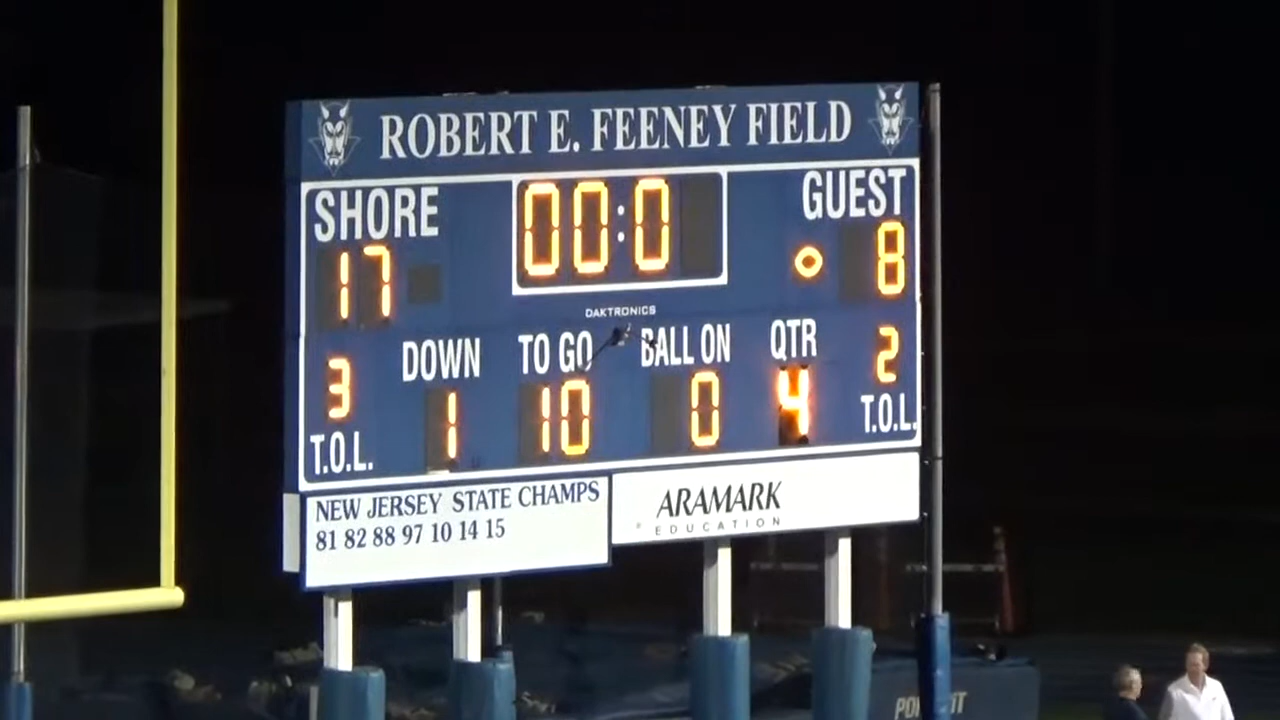 ROBERT E. FEENEY FIELD
SHORE 00:0 GUEST
17 8
DAKTRONICS
DOWN TO GO BALL ON QTR
3 1 10 0 4 2
T.O.L. T.O.L.
NEW JERSEY STATE CHAMPS
81 82 88 97 10 14 15
ARAMARK
EDUCATION